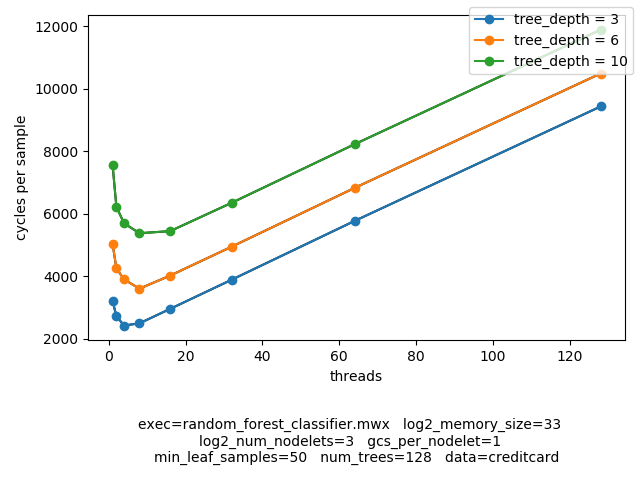 tree_depth = 3
tree_depth = 6
tree_depth = 10
12000
10000
8000
6000
4000
2000
cycles per sample
0 20 40 60 80 100 120
threads
exec=random_forest_classifier.mwx log2_memory_size=33
log2_num_nodelets=3 gcs_per_nodelet=1
min_leaf_samples=50 num_trees=128 data=creditcard